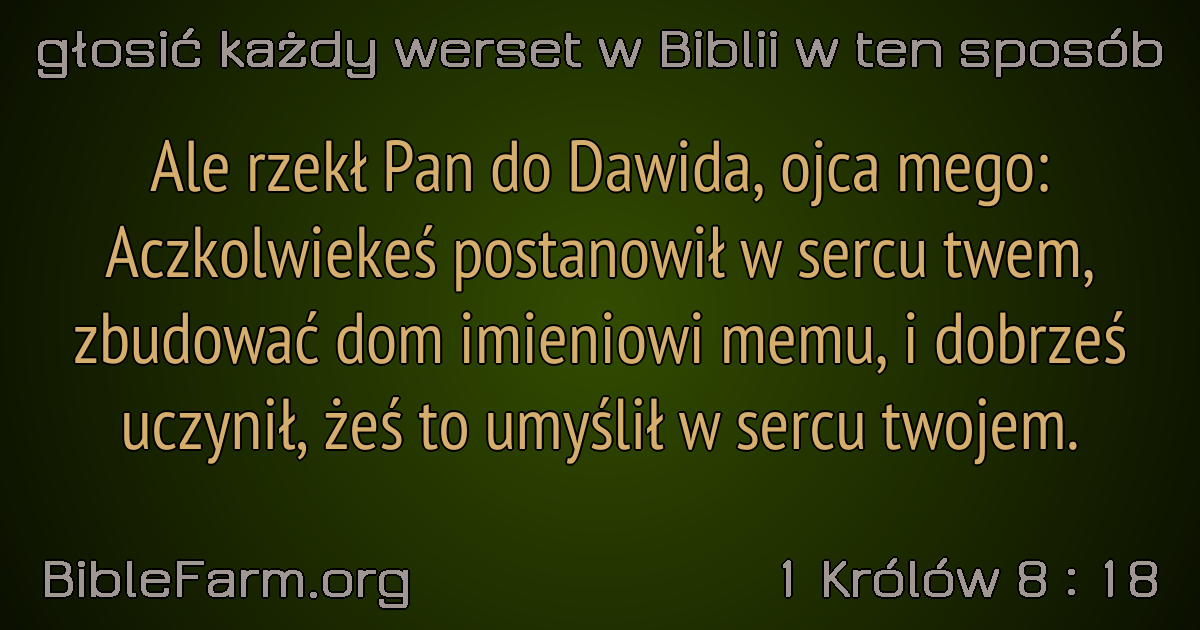 głosić każdy werset w Biblii w ten sposób
Ale rzekł Pan do Dawida, ojca mego:
Aczkolwiekeś postanowił w sercu twem,
zbudować dom imieniowi memu, i dobrześ
uczynił, żeś to umyślił w sercu twojem.
BibleFarm.org
1 Królów 8 : 18